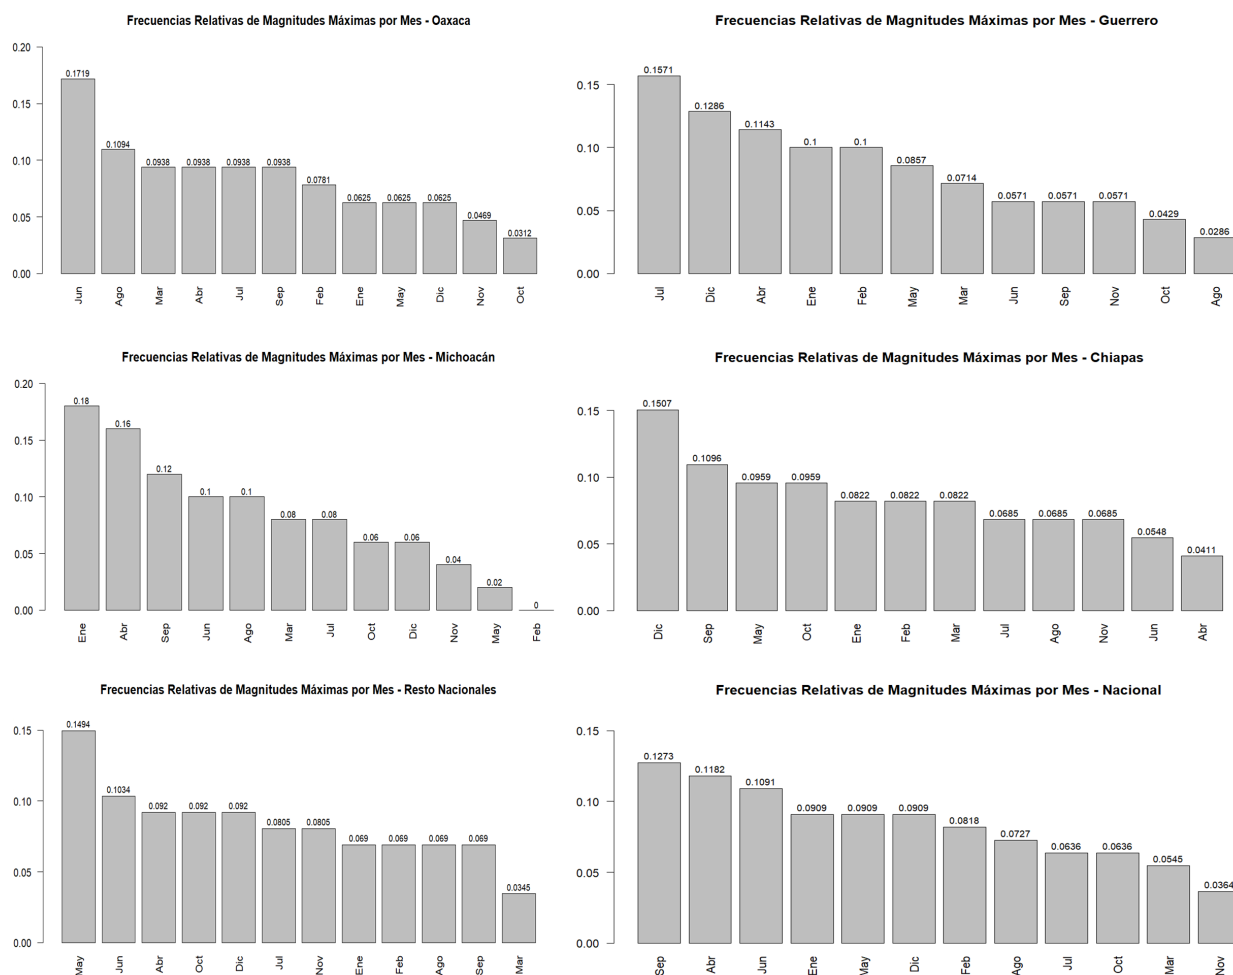 Frecuencias Relativas de Magnitudes Máximas por Mes - Oaxaca
0.20
0.15
0.10
0.05
0.00
0.1719
0.1094
0.0938
0.0938
0.0938
0.0938
0.0781
0.0625
0.0625
0.0625
0.0469
0.0312
Jun
Ago
Mar
Abr
Jul
Sep
Feb
Ene
May
Dic
Nov
Oct
Frecuencias Relativas de Magnitudes Máximas por Mes - Guerrero
0.15
0.10
0.05
0.00
0.1571
0.1286
0.1143
0.1
0.1
0.0857
0.0714
0.0571
0.0571
0.0571
0.0429
0.0286
Jul
Dic
Abr
Ene
Feb
May
Mar
Jun
Sep
Nov
Oct
Ago
Frecuencias Relativas de Magnitudes Máximas por Mes - Michoacán
0.20
0.15
0.10
0.05
0.00
0.18
0.16
0.12
0.1
0.1
0.08
0.08
0.06
0.06
0.04
0.02
0
Ene
Abr
Sep
Jun
Ago
Mar
Jul
Oct
Dic
Nov
May
Feb
Frecuencias Relativas de Magnitudes Máximas por Mes - Chiapas
0.15
0.10
0.05
0.00
0.1507
0.1096
0.0959
0.0959
0.0822
0.0822
0.0822
0.0685
0.0685
0.0685
0.0548
0.0411
Dic
Sep
May
Oct
Ene
Feb
Mar
Jul
Ago
Nov
Jun
Abr
Frecuencias Relativas de Magnitudes Máximas por Mes - Resto Nacionales
0.15
0.10
0.05
0.00
0.1494
0.1034
0.092
0.092
0.092
0.0805
0.0805
0.069
0.069
0.069
0.069
0.0345
May
Jun
Abr
Oct
Dic
Jul
Nov
Ene
Feb
Ago
Sep
Mar
Frecuencias Relativas de Magnitudes Máximas por Mes - Nacional
0.15
0.10
0.05
0.00
0.1273
0.1182
0.1091
0.0909
0.0909
0.0909
0.0818
0.0727
0.0636
0.0636
0.0545
0.0364
Sep
Abr
Jun
Ene
May
Dic
Feb
Ago
Jul
Oct
Mar
Nov